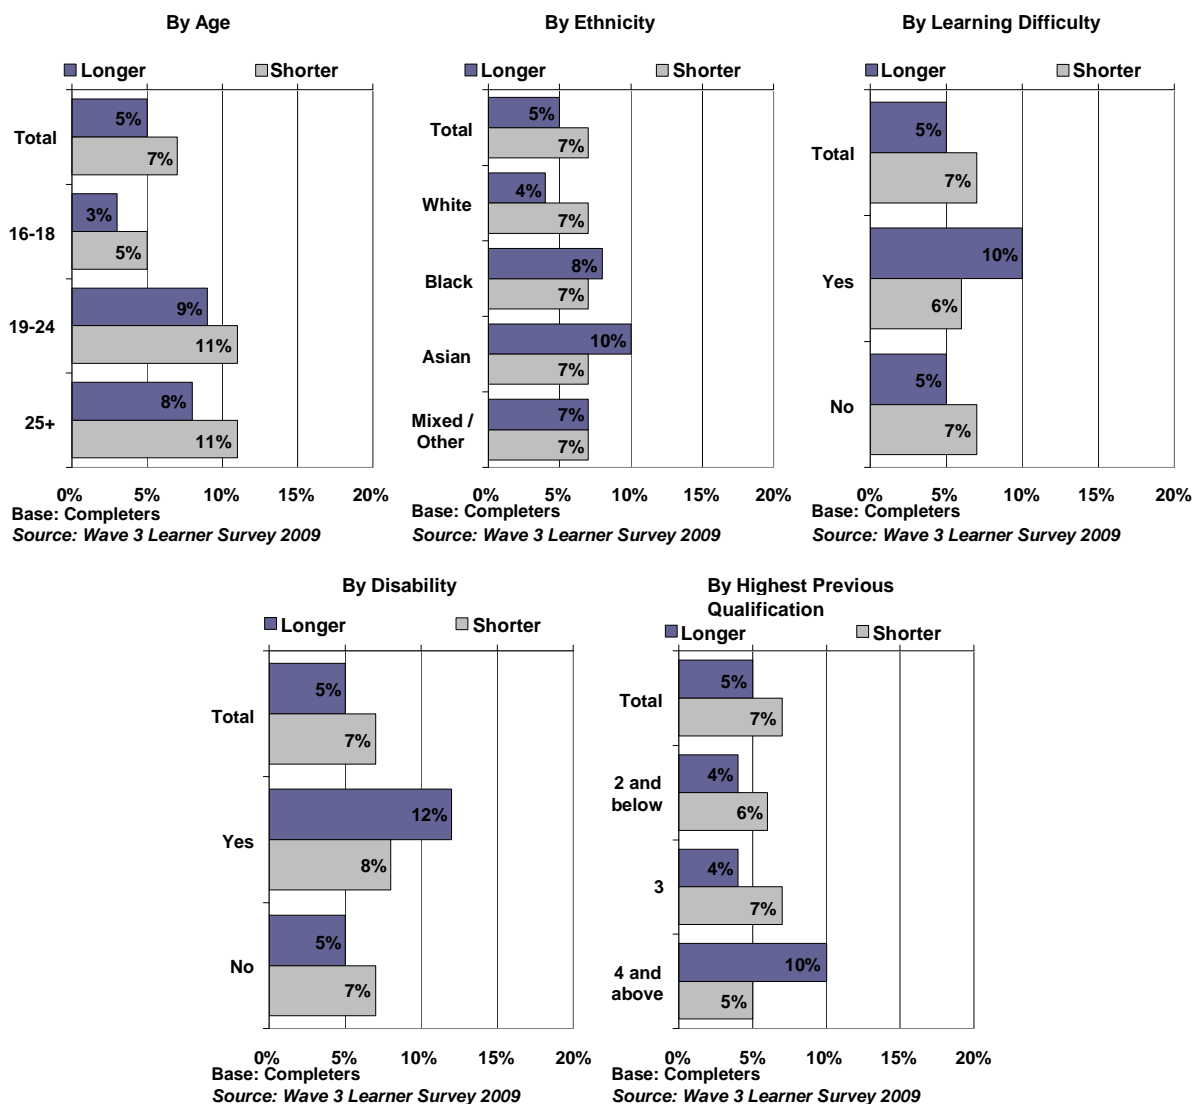 By Age
Longer Shorter
Total 5%
7%
16-18 3%
5%
19-24 9%
11%
25+ 8%
11%
0% 5% 10% 15% 20%
Base: Completers
Source: Wave 3 Learner Survey 2009
By Ethnicity
Longer Shorter
Total 5%
7%
White 4%
7%
Black 8%
7%
Asian 10%
7%
Mixed / 7%
Other 7%
0% 5% 10% 15% 20%
Base: Completers
Source: Wave 3 Learner Survey 2009
By Learning Difficulty
Longer Shorter
Total 5%
7%
Yes 10%
6%
No 5%
7%
0% 5% 10% 15% 20%
Base: Completers
Source: Wave 3 Learner Survey 2009
By Disability
Longer Shorter
Total 5%
7%
Yes 12%
8%
No 5%
7%
0% 5% 10% 15% 20%
Base: Completers
Source: Wave 3 Learner Survey 2009
By Highest Previous
Qualification
Longer Shorter
Total 5%
7%
2 and 4%
below 6%
3 4%
7%
4 and 10%
above 5%
0% 5% 10% 15% 20%
Base: Completers
Source: Wave 3 Learner Survey 2009